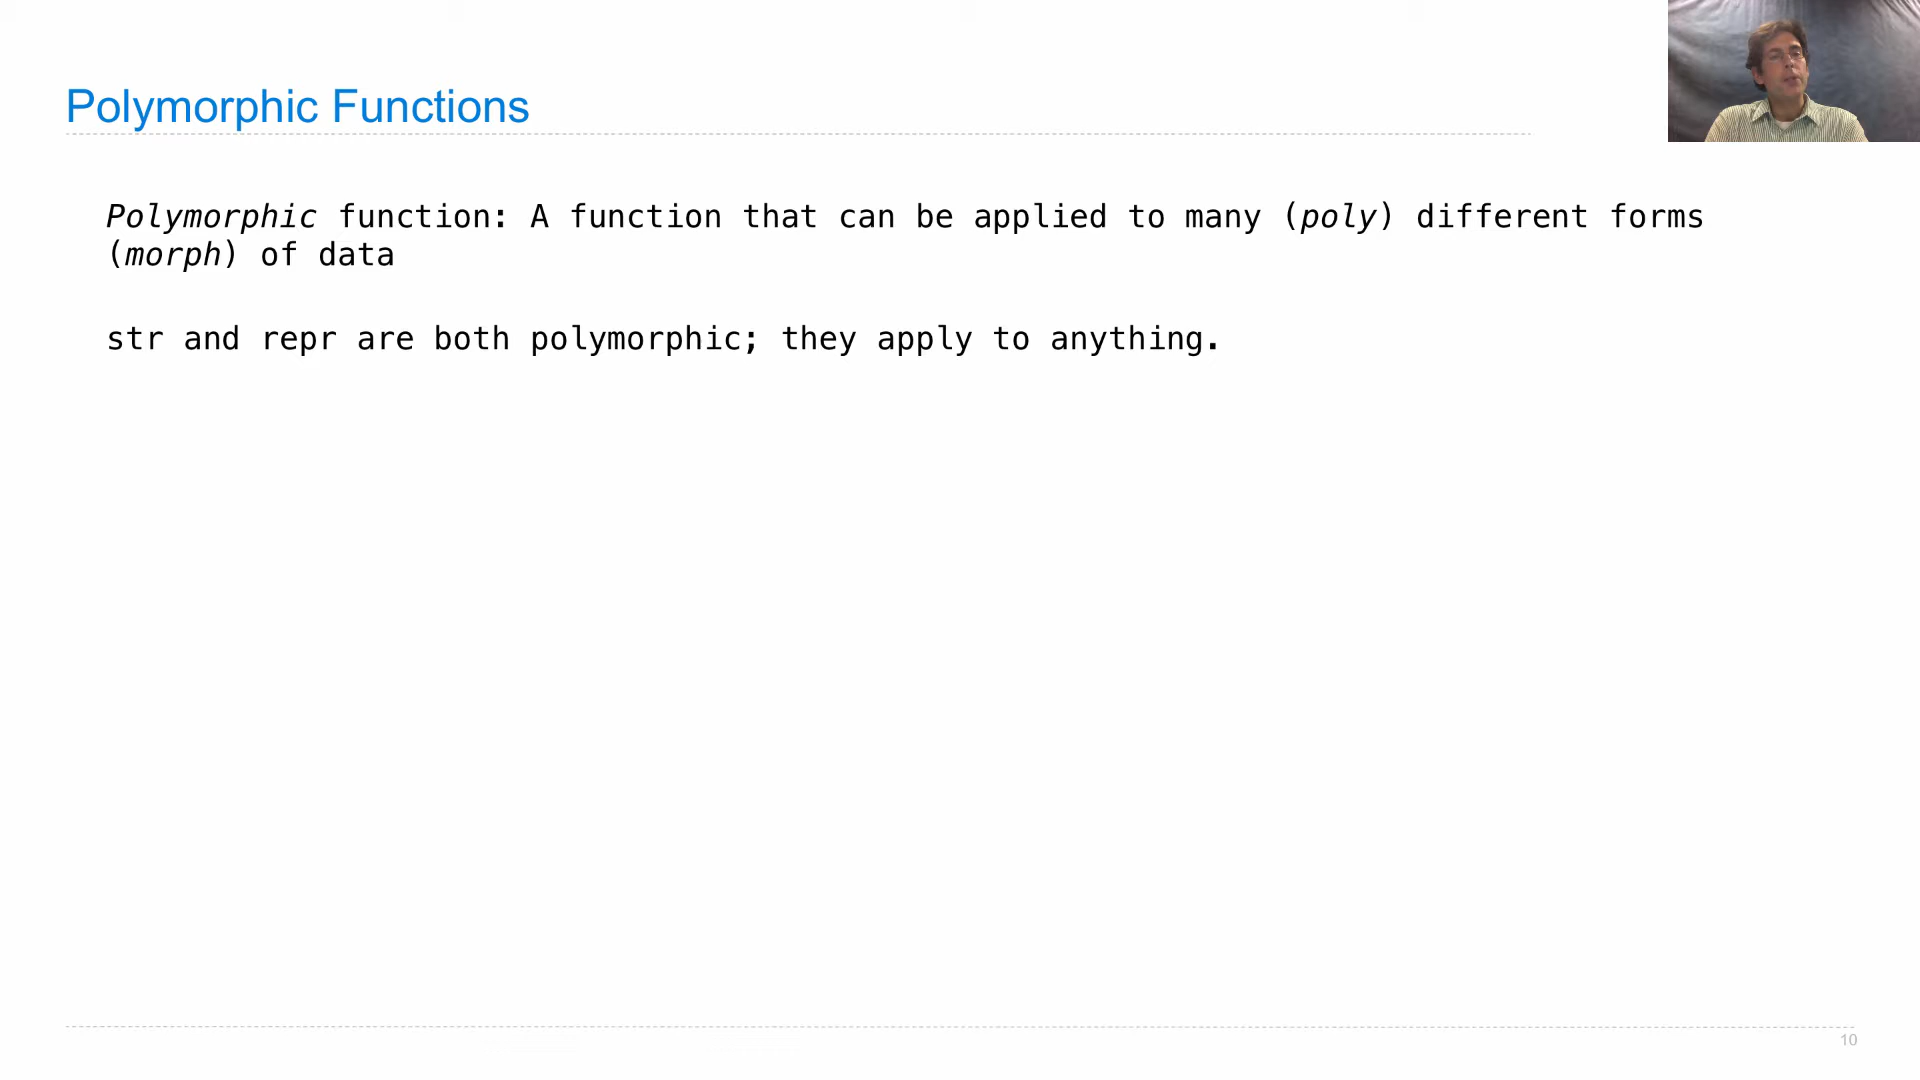 Polymorphic Functions
Polymorphic function: A function that can be applied to many (poly) different forms
(morph) of data
str and repr are both polymorphic; they apply to anything.
10